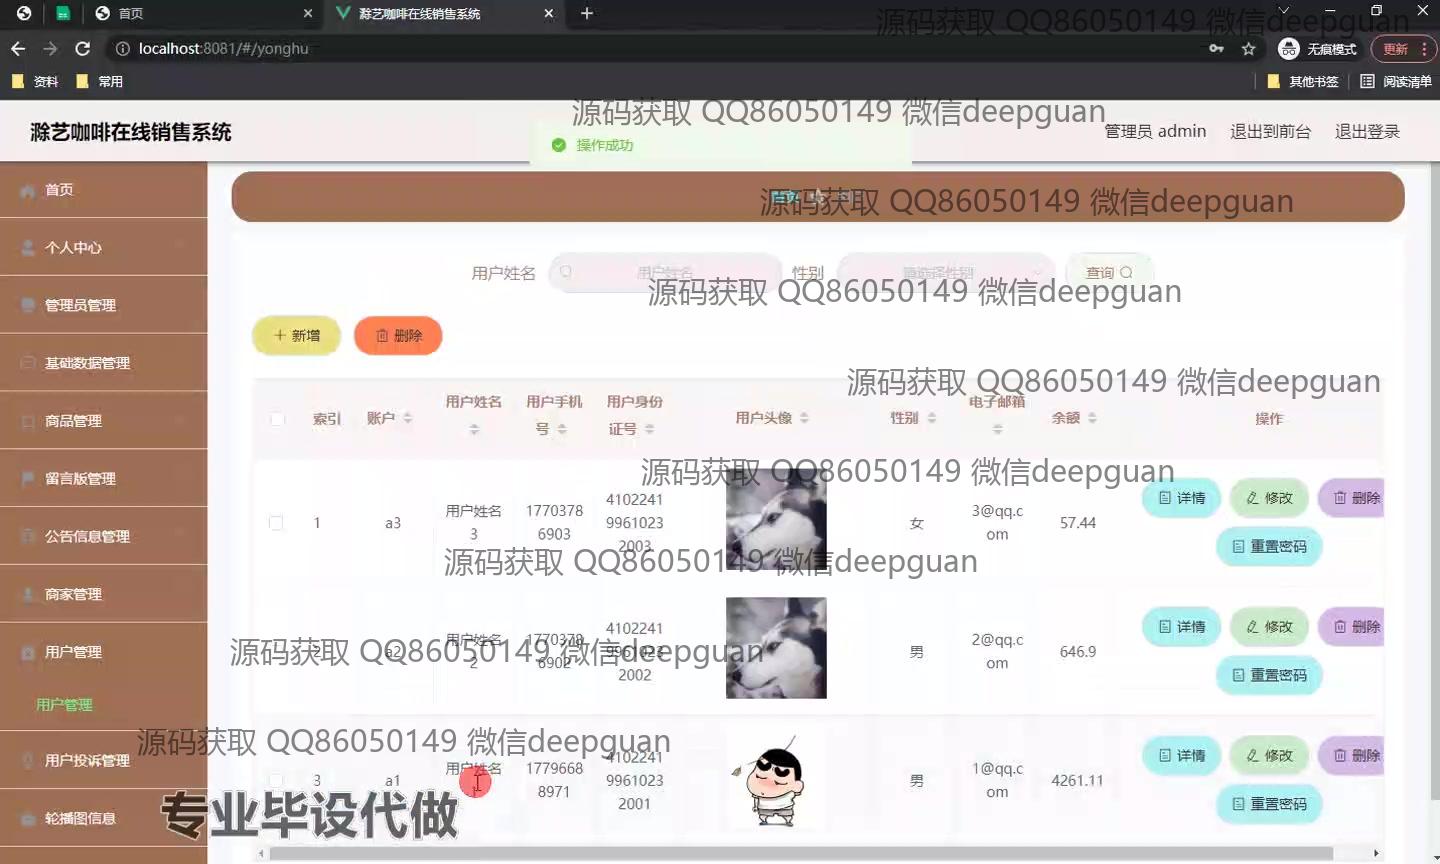 首页
滁艺咖啡在线销售系统
localhost:8081/#/yonghu
无痕模式
更新
资料
常用
其他书签
阅读清单
源码获取 QQ86050149 微信deepguan
滁艺咖啡在线销售系统
源码获取 QQ86050149 微信deepguan
管理员 admin
退出到前台
退出登录
操作成功
首页
个人中心
管理员管理
基础数据管理
商品管理
留言版管理
公告信息管理
商家管理
用户管理
用户管理
用户投诉管理
轮播图信息
源码获取 QQ86050149 微信deepguan
用户姓名
用户姓名
性别
请选择性别
查询
源码获取 QQ86050149 微信deepguan
新增
删除
源码获取 QQ86050149 微信deepguan
索引 账户 用户姓名 用户手机号 用户身份证号 用户头像 性别 电子邮箱 余额 操作
源码获取 QQ86050149 微信deepguan
1 a3 用户姓名3 17703786903 410224199610232003 女 3@qq.com 57.44 详情 修改 删除
重置密码
源码获取 QQ86050149 微信deepguan
2 a2 用户姓名2 17703786902 410224199610232002 男 2@qq.com 646.9 详情 修改 删除
重置密码
源码获取 QQ86050149 微信deepguan
源码获取 QQ86050149 微信deepguan
3 a1 用户姓名1 17796688971 410224199610232001 男 1@qq.com 4261.11 详情 修改 删除
重置密码
专业毕设代做